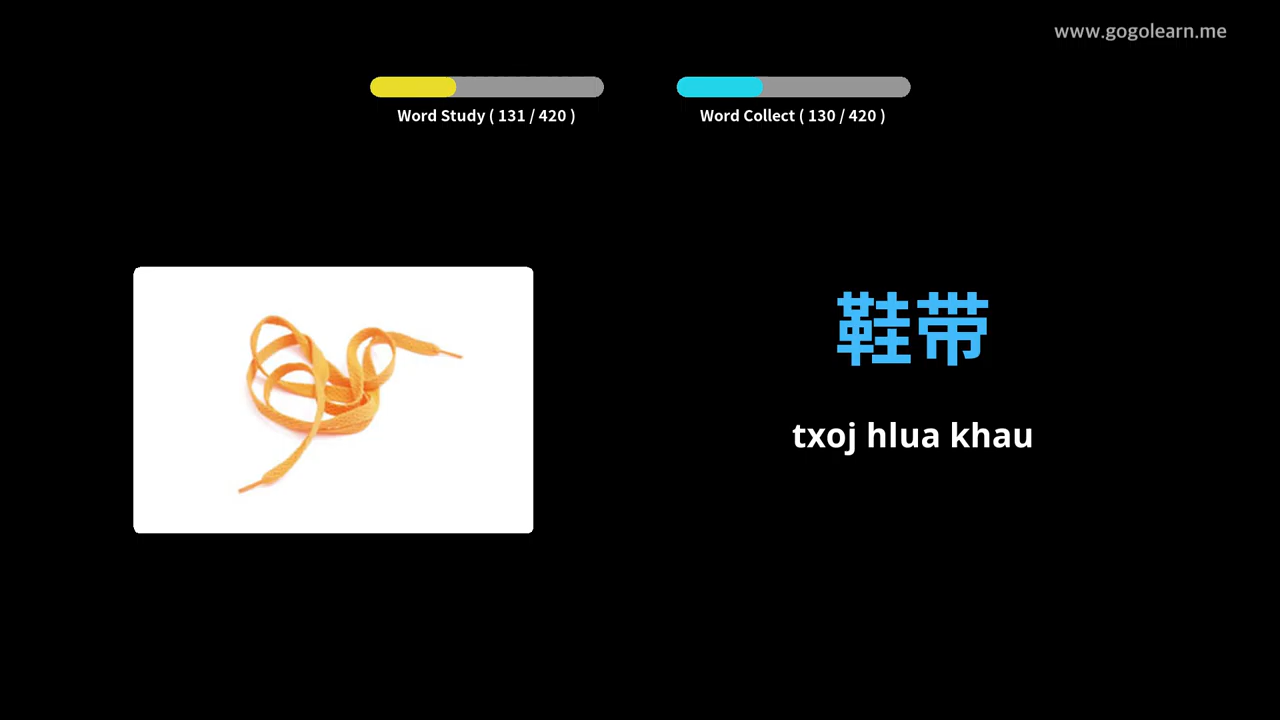 www.gogolearn.me
Word Study ( 131 / 420 )
Word Collect ( 130 / 420 )
鞋带
txoj hlua khau